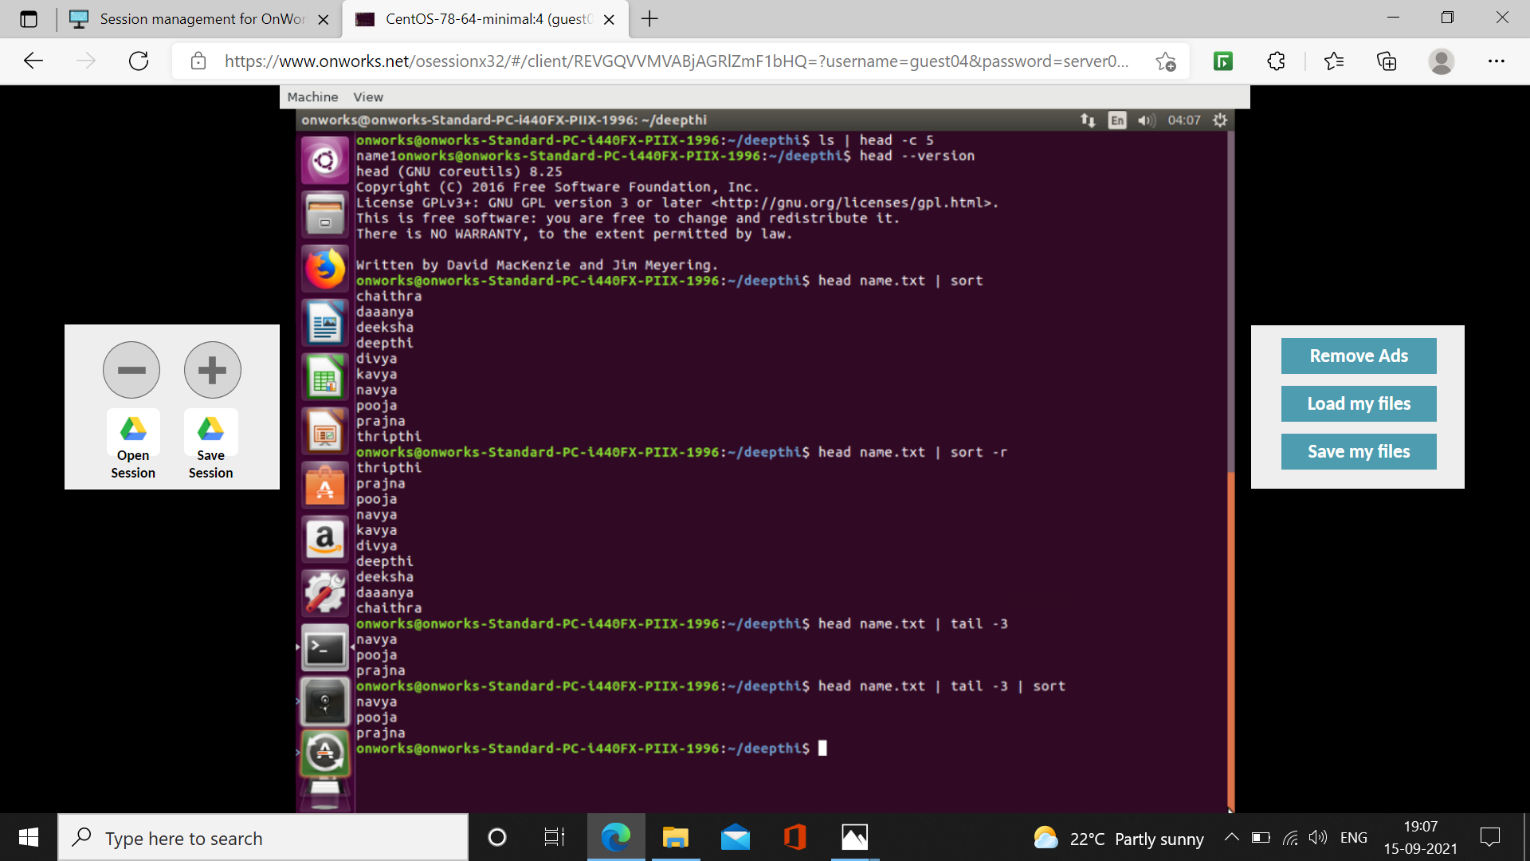 Session management for OnWor
CentOS-78-64-minimal:4 (guest0
https://www.onworks.net/osessionx32/#/client/REVGQVVMVABjAGRlZmF1bHQ=?username=guest04&password=server0...
Machine View
onworks@onworks-Standard-PC-i440FX-PIIX-1996: ~/deepthi
En
04:07
onworks@onworks-Standard-PC-i440FX-PIIX-1996:~/deepthi$ ls | head -c 5
name1onworks@onworks-Standard-PC-i440FX-PIIX-1996:~/deepthi$ head --version
head (GNU coreutils) 8.25
Copyright (C) 2016 Free Software Foundation, Inc.
License GPLv3+: GNU GPL version 3 or later <http://gnu.org/licenses/gpl.html>.
This is free software: you are free to change and redistribute it.
There is NO WARRANTY, to the extent permitted by law.
Written by David MacKenzie and Jim Meyering.
onworks@onworks-Standard-PC-i440FX-PIIX-1996:~/deepthi$ head name.txt | sort
chaithra
daaanya
deeksha
deepthi
divya
kavya
navya
pooja
prajna
thripthi
onworks@onworks-Standard-PC-i440FX-PIIX-1996:~/deepthi$ head name.txt | sort -r
thripthi
prajna
pooja
navya
kavya
divya
deepthi
deeksha
daaanya
chaithra
onworks@onworks-Standard-PC-i440FX-PIIX-1996:~/deepthi$ head name.txt | tail -3
navya
pooja
prajna
onworks@onworks-Standard-PC-i440FX-PIIX-1996:~/deepthi$ head name.txt | tail -3 | sort
navya
pooja
prajna
onworks@onworks-Standard-PC-i440FX-PIIX-1996:~/deepthi$
Open Session
Save Session
Remove Ads
Load my files
Save my files
Type here to search
22°C Partly sunny
ENG
19:07
15-09-2021